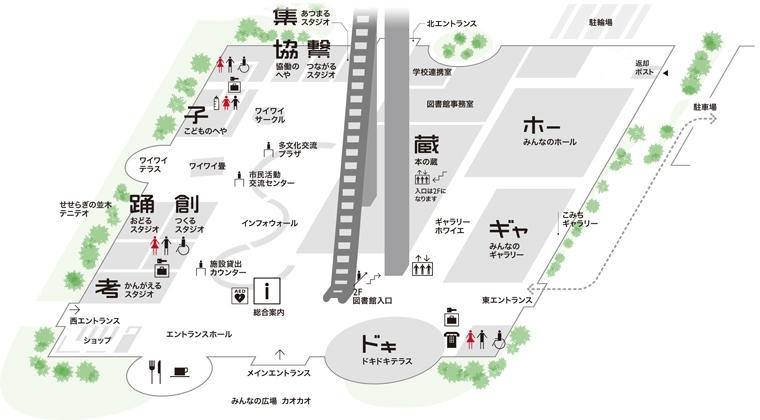 集
あつまる
スタジオ
北エントランス
駐輪場
協
協働の
へや
繋
つながる
スタジオ
学校連携室
返却
ポスト
図書館事務室
駐車場
子
こどものへや
ワイワイ
サークル
ホー
みんなのホール
多文化交流
プラザ
蔵
本の蔵
入口は2Fに
なります
ワイワイ
テラス
ワイワイ畳
市民活動
交流センター
せせらぎの並木
テニテオ
踊
おどる
スタジオ
創
つくる
スタジオ
インフォウォール
ギャラリー
ホワイエ
ギャ
みんなの
ギャラリー
こみち
ギャラリー
施設貸出
カウンター
考
かんがえる
スタジオ
AED
i
総合案内
2F
図書館入口
東エントランス
西エントランス
ショップ
エントランスホール
ドキ
ドキドキテラス
メインエントランス
みんなの広場 カオカオ